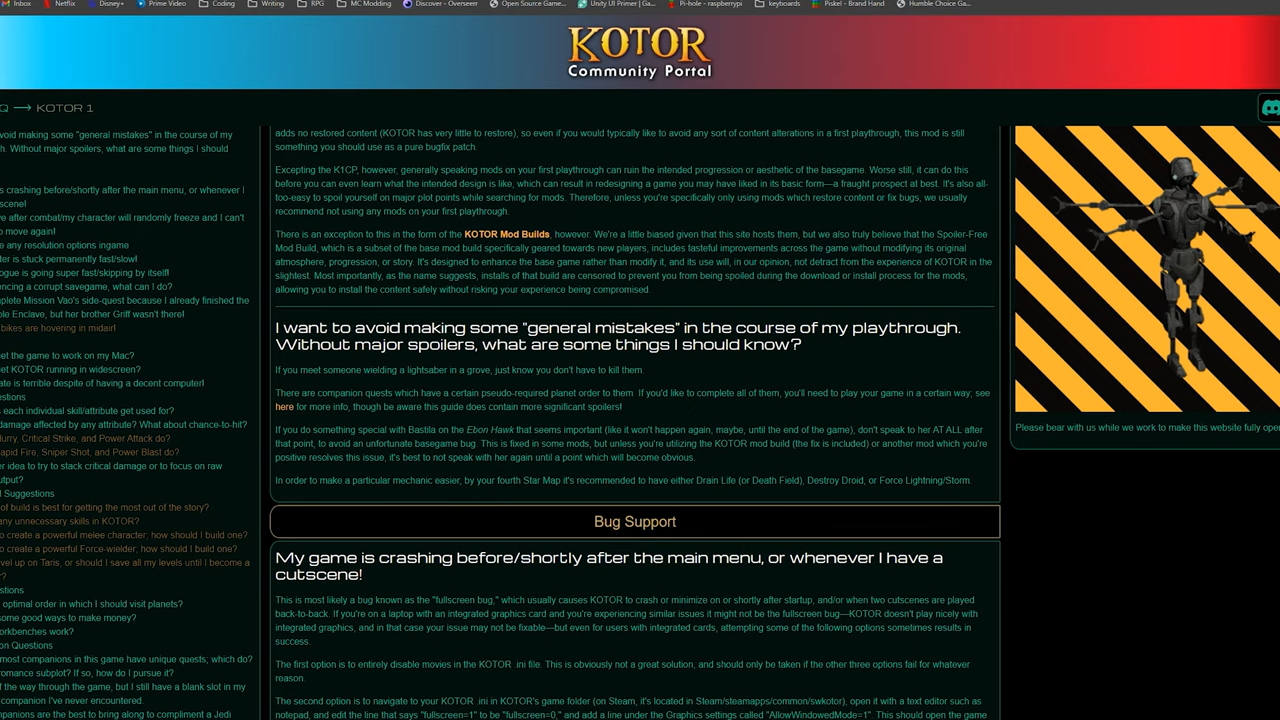 Inbox
Netflix
Disney+
Prime Video
Coding
Writing
RPG
MC Modding
Discover - Overseerr
Open Source Game...
Unity UI Primer | Ga...
Pi-hole - raspberrypi
keyboards
Piskel - Brand Hand
Humble Choice Ga...
KOTOR
Community Portal
Q → KOTOR 1
void making some "general mistakes" in the course of my
h. Without major spoilers, what are some things I should
s crashing before/shortly after the main menu, or whenever I
scene!
ve after combat/my character will randomly freeze and I can't
o move again!
e any resolution options ingame
ter is stuck permanently fast/slow!
ogue is going super fast/skipping by itself!
encing a corrupt savegame, what can I do?
plete Mission Vao's side-quest because I already finished the
ole Enclave, but her brother Griff wasn't there!
bikes are hovering in midair!
et the game to work on my Mac?
et KOTOR running in widescreen?
ate is terrible despite of having a decent computer!
estions
s each individual skill/attribute get used for?
damage affected by any attribute? What about chance-to-hit?
lurry, Critical Strike, and Power Attack do?
apid Fire, Sniper Shot, and Power Blast do?
er idea to try to stack critical damage or to focus on raw
utput?
l Suggestions
of build is best for getting the most out of the story?
any unnecessary skills in KOTOR?
o create a powerful melee character; how should I build one?
o create a powerful Force-wielder; how should I build one?
vel up on Taris, or should I save all my levels until I become a
?
estions
optimal order in which I should visit planets?
some good ways to make money?
orkbenches work?
on Questions
most companions in this game have unique quests; which do?
romance subplot? If so, how do I pursue it?
f the way through the game, but I still have a blank slot in my
companion I've never encountered.
mpanions are the best to bring along to compliment a Jedi
adds no restored content (KOTOR has very little to restore), so even if you would typically like to avoid any sort of content alterations in a first playthrough, this mod is still
something you should use as a pure bugfix patch.
Excepting the K1CP, however, generally speaking mods on your first playthrough can ruin the intended progression or aesthetic of the basegame. Worse still, it can do this
before you can even learn what the intended design is like, which can result in redesigning a game you may have liked in its basic form—a fraught prospect at best. It's also all-
too-easy to spoil yourself on major plot points while searching for mods. Therefore, unless you're specifically only using mods which restore content or fix bugs, we usually
recommend not using any mods on your first playthrough.
There is an exception to this in the form of the KOTOR Mod Builds, however. We're a little biased given that this site hosts them, but we also truly believe that the Spoiler-Free
Mod Build, which is a subset of the base mod build specifically geared towards new players, includes tasteful improvements across the game without modifying its original
atmosphere, progression, or story. It's designed to enhance the base game rather than modify it, and its use will, in our opinion, not detract from the experience of KOTOR in the
slightest. Most importantly, as the name suggests, installs of that build are censored to prevent you from being spoiled during the download or install process for the mods,
allowing you to install the content safely without risking your experience being compromised.
I want to avoid making some "general mistakes" in the course of my playthrough.
Without major spoilers, what are some things I should know?
If you meet someone wielding a lightsaber in a grove, just know you don't have to kill them.
There are companion quests which have a certain pseudo-required planet order to them. If you'd like to complete all of them, you'll need to play your game in a certain way; see
here for more info, though be aware this guide does contain more significant spoilers!
If you do something special with Bastila on the Ebon Hawk that seems important (like it won't happen again, maybe, until the end of the game), don't speak to her AT ALL after
that point, to avoid an unfortunate basegame bug. This is fixed in some mods, but unless you're utilizing the KOTOR mod build (the fix is included) or another mod which you're
positive resolves this issue, it's best to not speak with her again until a point which will become obvious.
In order to make a particular mechanic easier, by your fourth Star Map it's recommended to have either Drain Life (or Death Field), Destroy Droid, or Force Lightning/Storm.
Bug Support
My game is crashing before/shortly after the main menu, or whenever I have a
cutscene!
This is most likely a bug known as the "fullscreen bug," which usually causes KOTOR to crash or minimize on or shortly after startup, and/or when two cutscenes are played
back-to-back. If you're on a laptop with an integrated graphics card and you're experiencing similar issues it might not be the fullscreen bug—KOTOR doesn't play nicely with
integrated graphics, and in that case your issue may not be fixable—but even for users with integrated cards, attempting some of the following options sometimes results in
success.
The first option is to entirely disable movies in the KOTOR .ini file. This is obviously not a great solution, and should only be taken if the other three options fail for whatever
reason.
The second option is to navigate to your KOTOR .ini in KOTOR's game folder (on Steam, it's located in Steam/steamapps/common/swkotor), open it with a text editor such as
notepad, and edit the line that says "fullscreen=1" to be "fullscreen=0," and add a line under the Graphics settings called "AllowWindowedMode=1". This should open the game
Please bear with us while we work to make this website fully oper